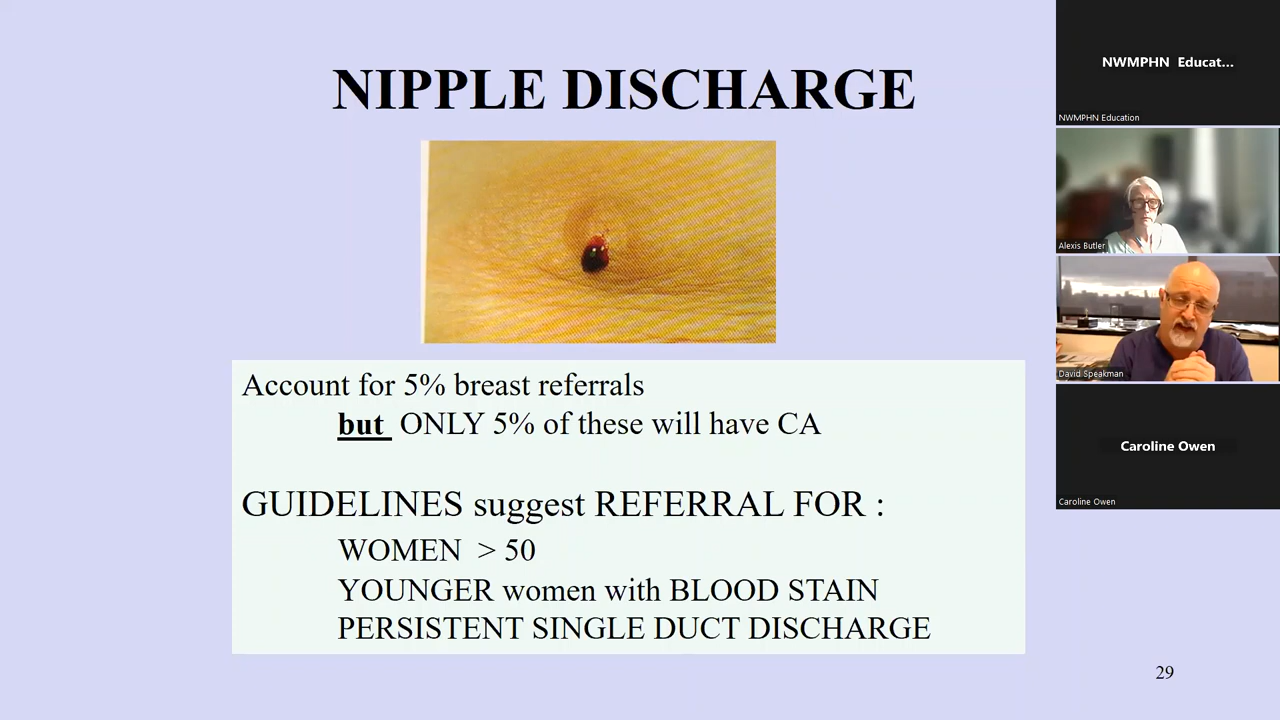 NIPPLE DISCHARGE
Account for 5% breast referrals
but ONLY 5% of these will have CA
GUIDELINES suggest REFERRAL FOR :
WOMEN > 50
YOUNGER women with BLOOD STAIN
PERSISTENT SINGLE DUCT DISCHARGE
29
NWMPHN Educat...
NWMPHN Education
Alexis Butler
David Speakman
Caroline Owen
Caroline Owen